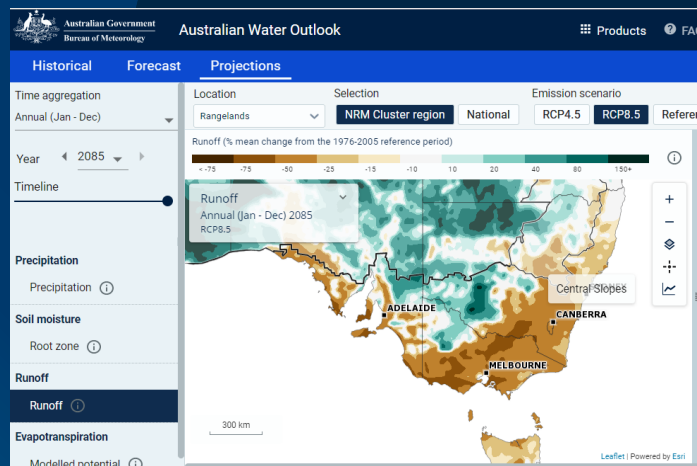 Australian Government
Bureau of Meteorology
Australian Water Outlook
Products
FAQ
Historical
Forecast
Projections
Time aggregation
Annual (Jan - Dec)
Year
2085
Timeline
Precipitation
Precipitation
Soil moisture
Root zone
Runoff
Runoff
Evapotranspiration
Modelled potential
Location
Rangelands
Selection
NRM Cluster region
National
Emission scenario
RCP4.5
RCP8.5
Referen
Runoff (% mean change from the 1976-2005 reference period)
< -75 -75 -50 -25 -15 -10 10 20 40 80 150+
Runoff
Annual (Jan - Dec) 2085
RCP8.5
Central Slopes
ADELAIDE
CANBERRA
MELBOURNE
300 km
Leaflet | Powered by Esri